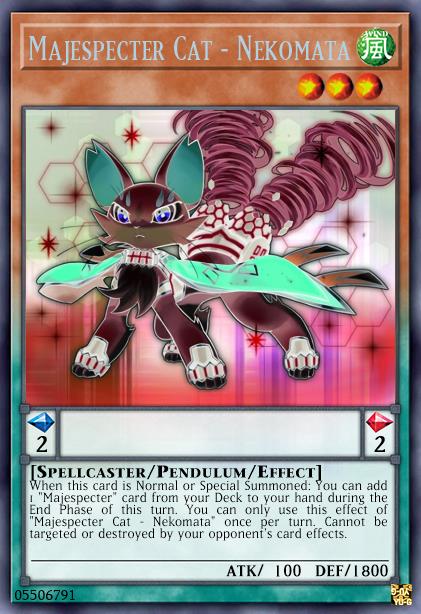 Majespecter Cat - Nekomata
WIND
風
2
2
[Spellcaster/Pendulum/Effect]
When this card is Normal or Special Summoned: You can add
1 "Majespecter" card from your Deck to your hand during the
End Phase of this turn. You can only use this effect of
"Majespecter Cat - Nekomata" once per turn. Cannot be
targeted or destroyed by your opponent's card effects.
ATK/ 100 DEF/1800
05506791